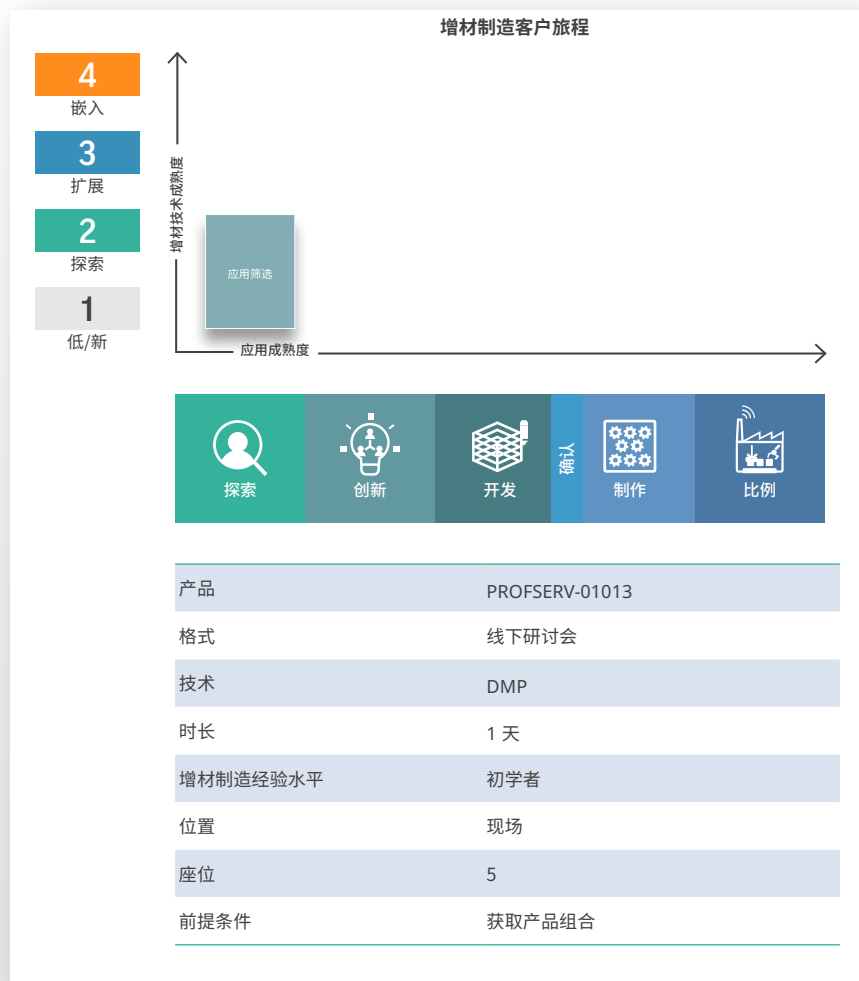 增材制造客户旅程
4
嵌入
3
扩展
2
探索
1
低/新
增材技术成熟度
应用筛选
应用成熟度
探索
创新
开发
确认
制作
比例
产品 PROFSERV-01013
格式 线下研讨会
技术 DMP
时长 1 天
增材制造经验水平 初学者
位置 现场
座位 5
前提条件 获取产品组合